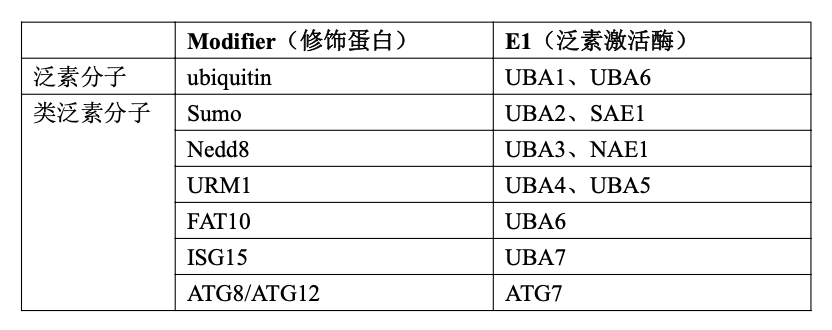 Modifier（修饰蛋白） E1（泛素激活酶）
泛素分子 ubiquitin UBA1、UBA6
类泛素分子 Sumo UBA2、SAE1
Nedd8 UBA3、NAE1
URM1 UBA4、UBA5
FAT10 UBA6
ISG15 UBA7
ATG8/ATG12 ATG7